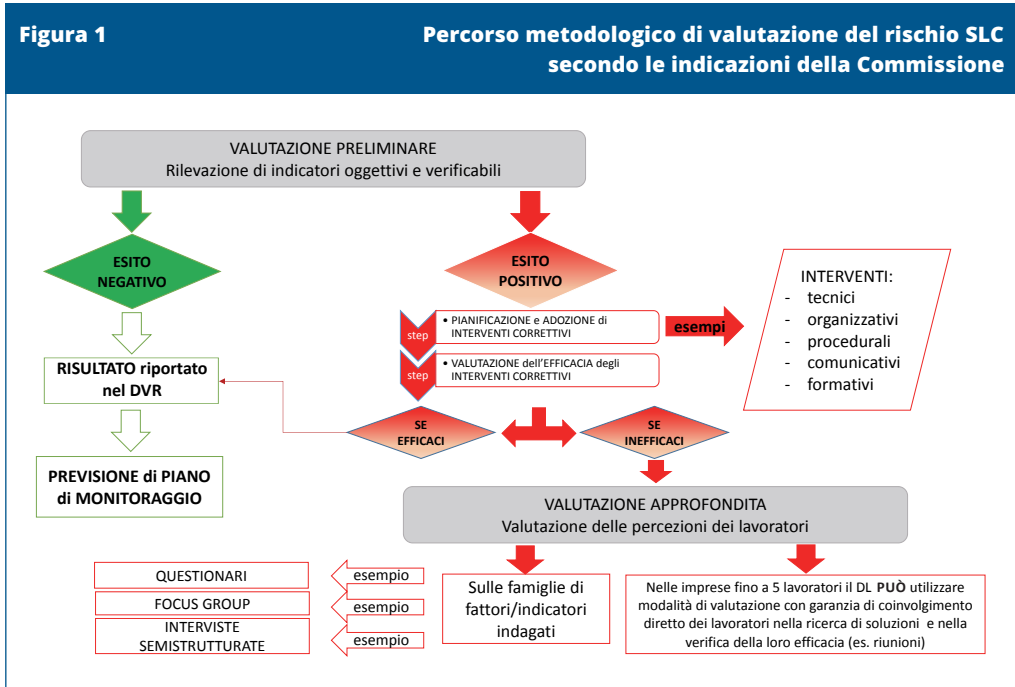 Figura 1
Percorso metodologico di valutazione del rischio SLC
secondo le indicazioni della Commissione
VALUTAZIONE PRELIMINARE
Rilevazione di indicatori oggettivi e verificabili
ESITO
NEGATIVO
ESITO
POSITIVO
step
• PIANIFICAZIONE e ADOZIONE di
INTERVENTI CORRETTIVI
esempi
INTERVENTI:
- tecnici
- organizzativi
- procedurali
- comunicativi
- formativi
step
• VALUTAZIONE dell'EFFICACIA degli
INTERVENTI CORRETTIVI
RISULTATO riportato
nel DVR
SE
EFFICACI
SE
INEFFICACI
PREVISIONE di PIANO
di MONITORAGGIO
VALUTAZIONE APPROFONDITA
Valutazione delle percezioni dei lavoratori
QUESTIONARI
esempio
FOCUS GROUP
esempio
INTERVISTE
SEMISTRUTTURATE
esempio
Sulle famiglie di
fattori/indicatori
indagati
Nelle imprese fino a 5 lavoratori il DL PUÒ utilizzare
modalità di valutazione con garanzia di coinvolgimento
diretto dei lavoratori nella ricerca di soluzioni e nella
verifica della loro efficacia (es. riunioni)